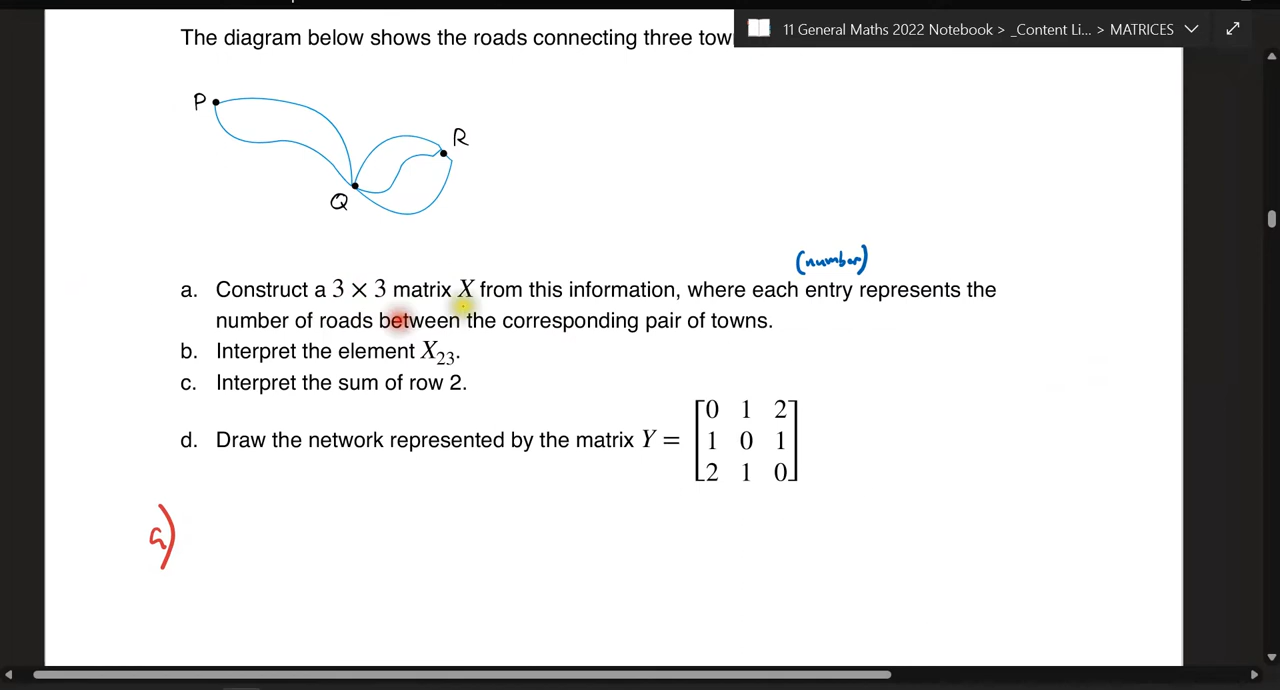 The diagram below shows the roads connecting three
11 General Maths 2022 Notebook > _Content Li... > MATRICES
P
R
Q
(number)
a. Construct a 3 × 3 matrix X from this information, where each entry represents the
number of roads between the corresponding pair of towns.
b. Interpret the element X₂₃.
c. Interpret the sum of row 2.
d. Draw the network represented by the matrix Y =
0 1 2
1 0 1
2 1 0
a)